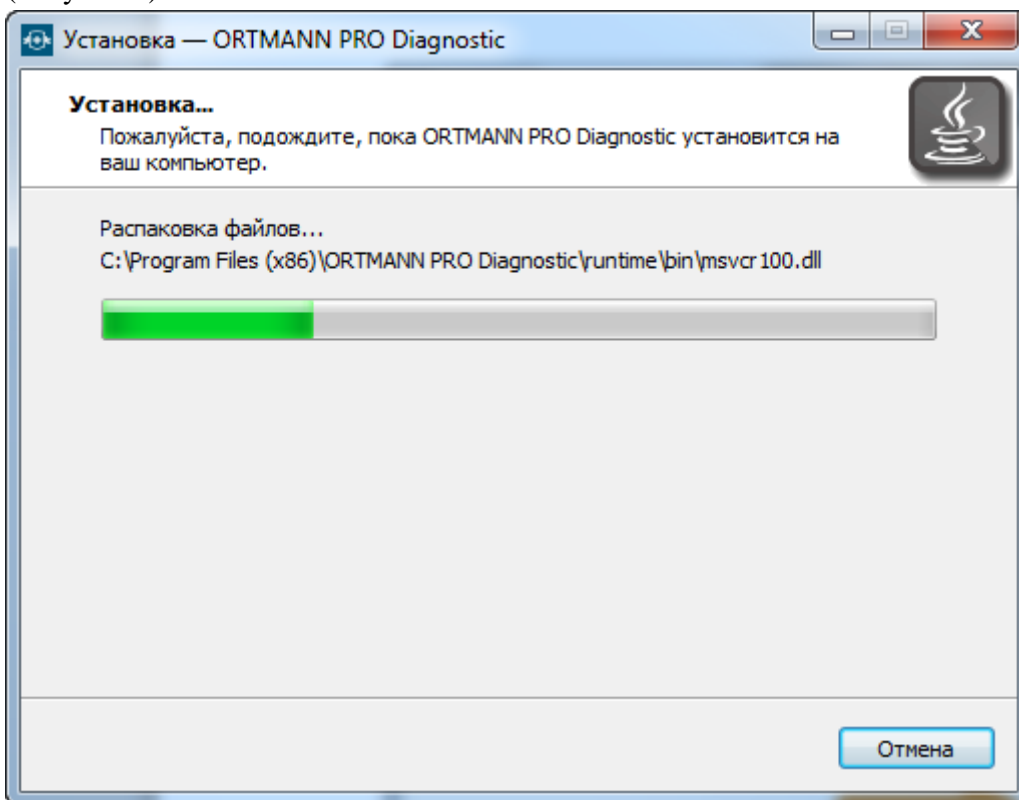 Установка — ORTMANN PRO Diagnostic
Установка...
Пожалуйста, подождите, пока ORTMANN PRO Diagnostic установится на
ваш компьютер.
Распаковка файлов...
C:\Program Files (x86)\ORTMANN PRO Diagnostic\runtime\bin\msvcr100.dll
Отмена